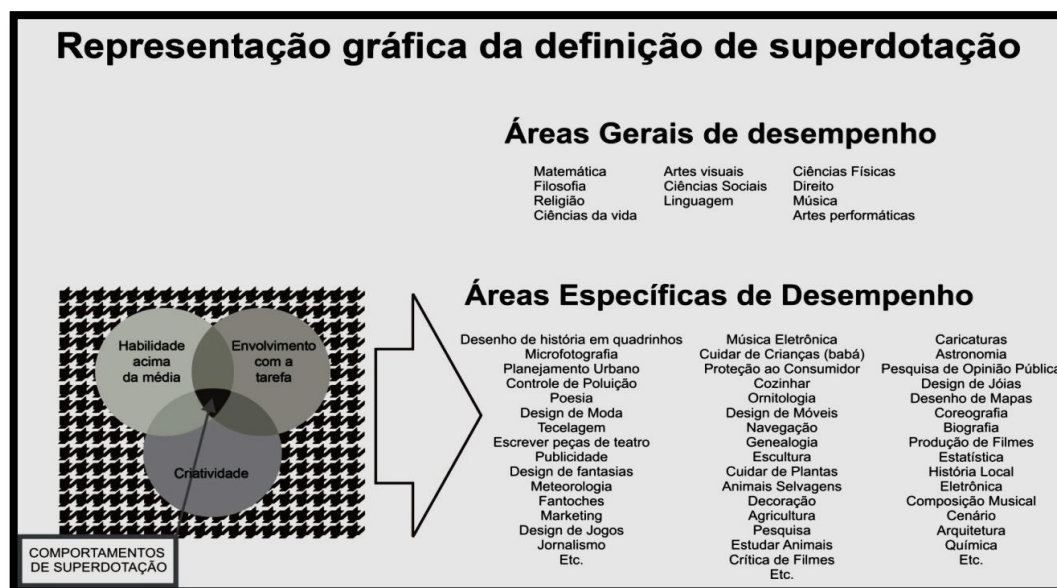 Representação gráfica da definição de superdotação
Áreas Gerais de desempenho
Matemática
Filosofia
Religião
Ciências da vida
Artes visuais
Ciências Sociais
Linguagem
Ciências Físicas
Direito
Música
Artes performáticas
Habilidade
acima
da média
Envolvimento
com a
tarefa
Criatividade
COMPORTAMENTOS
DE SUPERDOTAÇÃO
Áreas Específicas de Desempenho
Desenho de história em quadrinhos
Microfotografia
Planejamento Urbano
Controle de Poluição
Poesia
Design de Moda
Tecelagem
Escrever peças de teatro
Publicidade
Design de fantasias
Meteorologia
Fantoches
Marketing
Design de Jogos
Jornalismo
Etc.
Música Eletrônica
Cuidar de Crianças (babá)
Proteção ao Consumidor
Cozinhar
Ornitologia
Design de Móveis
Navegação
Genealogia
Escultura
Cuidar de Plantas
Animais Selvagens
Decoração
Agricultura
Pesquisa
Estudar Animais
Crítica de Filmes
Etc.
Caricaturas
Astronomia
Pesquisa de Opinião Pública
Design de Jóias
Desenho de Mapas
Coreografia
Biografia
Produção de Filmes
Estatística
História Local
Eletrônica
Composição Musical
Cenário
Arquitetura
Química
Etc.